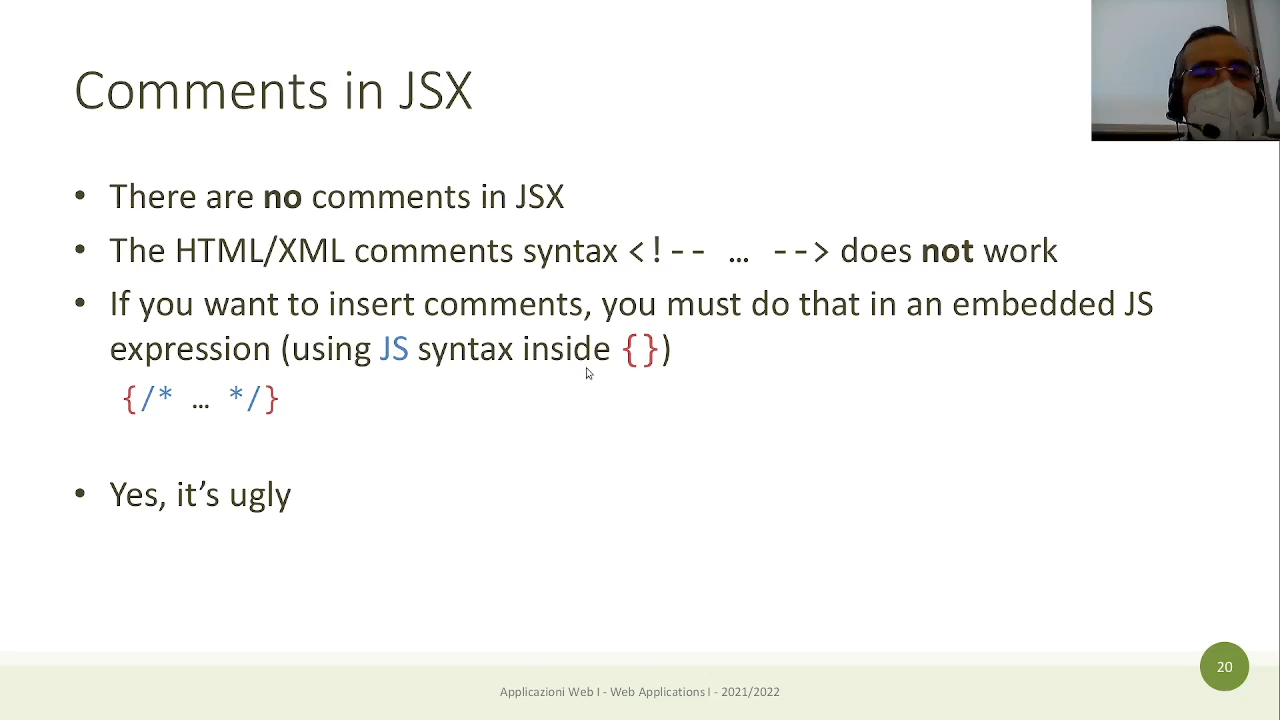 Comments in JSX
• There are no comments in JSX
• The HTML/XML comments syntax <!-- … --> does not work
• If you want to insert comments, you must do that in an embedded JS
expression (using JS syntax inside {})
{/* … */}
• Yes, it’s ugly
20
Applicazioni Web I - Web Applications I - 2021/2022